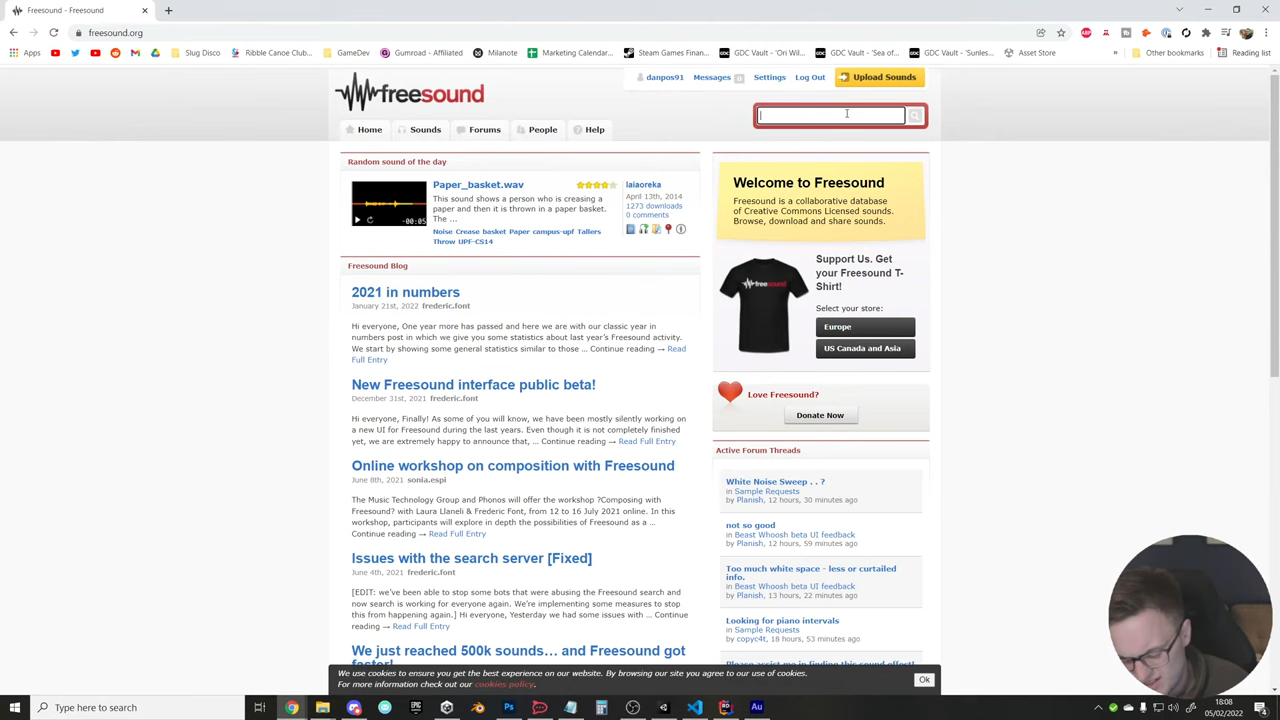 Freesound - Freesound
freesound.org
Apps
Slug Disco
Ribble Canoe Club...
GameDev
Gumroad - Affiliated
Milanote
Marketing Calendar...
Steam Games Finan...
GDC Vault - 'Ori Wil...
GDC Vault - 'Sea of...
GDC Vault - 'Sunles...
Asset Store
»
Other bookmarks
Reading list
freesound
danpos91
Messages 0
Settings
Log Out
Upload Sounds
Home
Sounds
Forums
People
Help
Random sound of the day
Paper_basket.wav
This sound shows a person who is creasing a
paper and then it is thrown in a paper basket.
The ...
Noise Crease basket Paper campus-upf Tallers
Throw UPF-CS14
-00:05
laiaoreka
April 13th, 2014
1273 downloads
0 comments
Freesound Blog
2021 in numbers
January 21st, 2022 frederic.font
Hi everyone, One year more has passed and here we are with our classic year in
numbers post in which we give you some statistics about last year's Freesound activity.
We start by showing some general statistics similar to those ... Continue reading → Read
Full Entry
New Freesound interface public beta!
December 31st, 2021 frederic.font
Hi everyone, Finally! As some of you will know, we have been mostly silently working on
a new UI for Freesound during the last years. Even though it is not completely finished
yet, we are extremely happy to announce that, ... Continue reading → Read Full Entry
Online workshop on composition with Freesound
June 8th, 2021 sonia.espi
The Music Technology Group and Phonos will offer the workshop ?Composing with
Freesound? with Laura Llaneli & Frederic Font, from 12 to 16 July 2021 online. In this
workshop, participants will explore in depth the possibilities of Freesound as a ...
Continue reading → Read Full Entry
Issues with the search server [Fixed]
June 4th, 2021 frederic.font
[EDIT: we've been able to stop some bots that were abusing the Freesound search and
now search is working for everyone again. We're implementing some measures to stop
this from happening again.] Hi everyone, Yesterday we had some issues with ... Continue
reading → Read Full Entry
We just reached 500k sounds... and Freesound got
faster!
Welcome to Freesound
Freesound is a collaborative database
of Creative Commons Licensed sounds.
Browse, download and share sounds.
freesound
Support Us. Get
your Freesound T-
Shirt!
Select your store:
Europe
US Canada and Asia
Love Freesound?
Donate Now
Active Forum Threads
White Noise Sweep . . ?
in Sample Requests
by Planish, 12 hours, 30 minutes ago
not so good
in Beast Whoosh beta UI feedback
by Planish, 12 hours, 59 minutes ago
Too much white space - less or curtailed
info.
in Beast Whoosh beta UI feedback
by Planish, 13 hours, 22 minutes ago
Looking for piano intervals
in Sample Requests
by copyc4t, 18 hours, 53 minutes ago
Please assist me in finding this sound effect!
We use cookies to ensure you get the best experience on our website. By browsing our site you agree to our use of cookies.
For more information check out our cookies policy.
Ok
Type here to search
EPIC
Ps
Au
18:08
05/02/2022
4